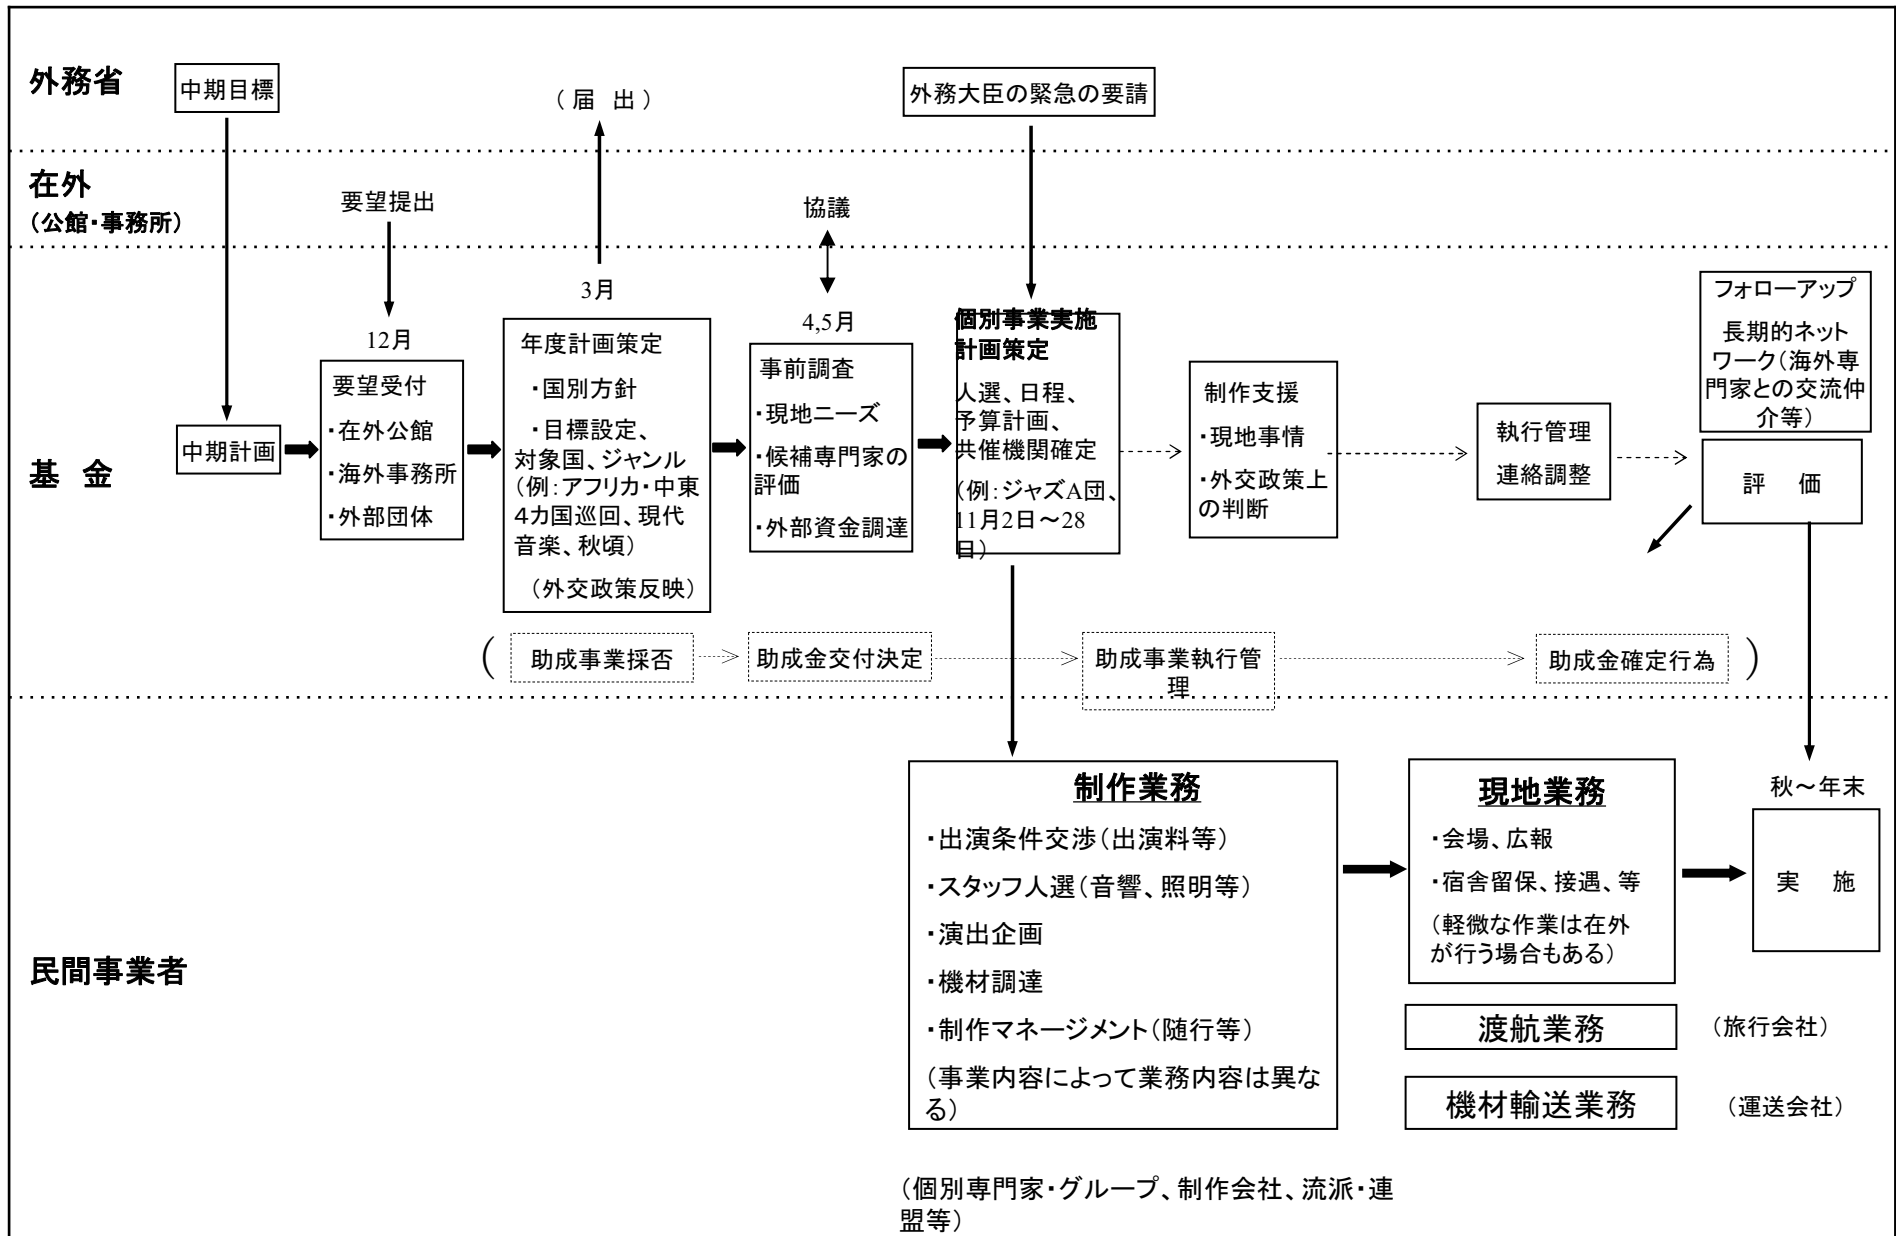 外務省
中期目標
（ 届 出 ）
外務大臣の緊急の要請
在外
（公館・事務所）
要望提出
協議
基 金
中期計画
12月
要望受付
・在外公館
・海外事務所
・外部団体
3月
年度計画策定
・国別方針
・目標設定、
対象国、ジャンル
（例：アフリカ・中東
４カ国巡回、現代
音楽、秋頃）
（外交政策反映）
4,5月
事前調査
・現地ニーズ
・候補専門家の
評価
・外部資金調達
個別事業実施
計画策定
人選、日程、
予算計画、
共催機関確定
（例：ジャズA団、
11月2日～28
日）
制作支援
・現地事情
・外交政策上
の判断
執行管理
連絡調整
フォローアップ
長期的ネット
ワーク（海外専
門家との交流仲
介等）
評 価
（
助成事業採否
助成金交付決定
助成事業執行管
理
助成金確定行為
）
民間事業者
制作業務
・出演条件交渉（出演料等）
・スタッフ人選（音響、照明等）
・演出企画
・機材調達
・制作マネージメント（随行等）
（事業内容によって業務内容は異な
る）
（個別専門家・グループ、制作会社、流派・連
盟等）
現地業務
・会場、広報
・宿舎留保、接遇、等
（軽微な作業は在外
が行う場合もある）
渡航業務
（旅行会社）
機材輸送業務
（運送会社）
秋～年末
実 施